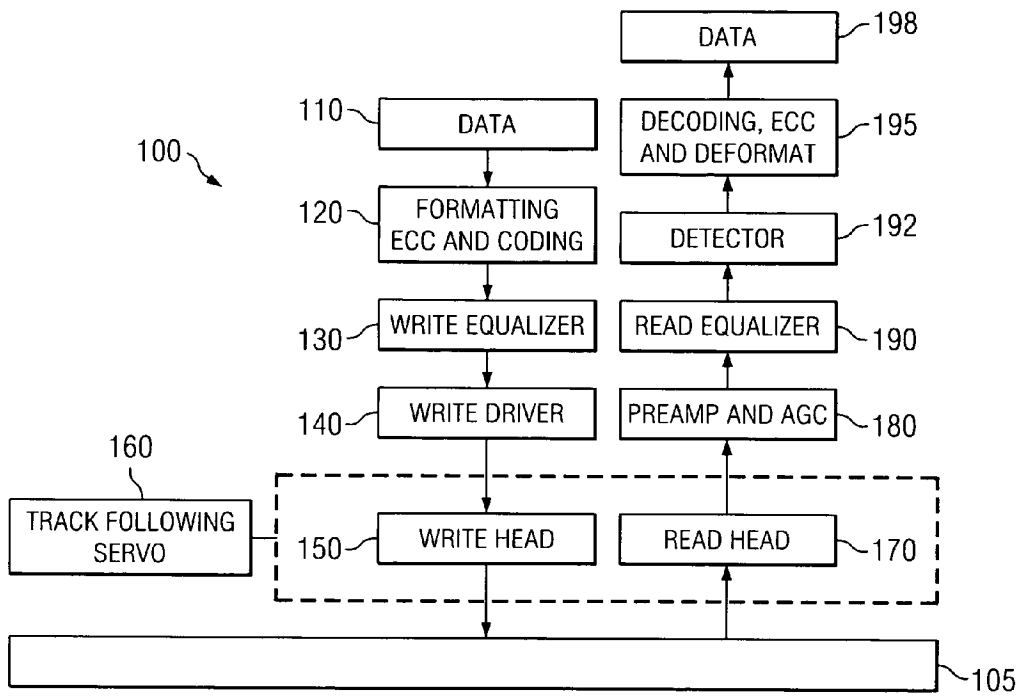 DATA
198
110
DATA
DECODING, ECC
AND DEFORMAT
195
100
120
FORMATTING
ECC AND CODING
DETECTOR
192
130
WRITE EQUALIZER
READ EQUALIZER
190
140
WRITE DRIVER
PREAMP AND AGC
180
160
TRACK FOLLOWING
SERVO
150
WRITE HEAD
READ HEAD
170
105